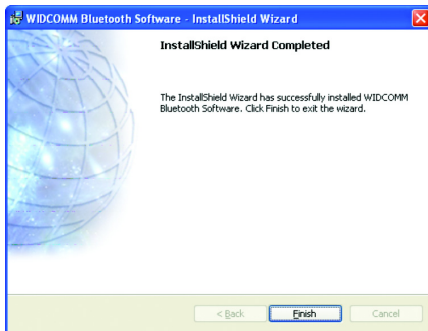 WIDCOMM Bluetooth Software - InstallShield Wizard
InstallShield Wizard Completed
The InstallShield Wizard has successfully installed WIDCOMM
Bluetooth Software. Click Finish to exit the wizard.
< Back
Finish
Cancel